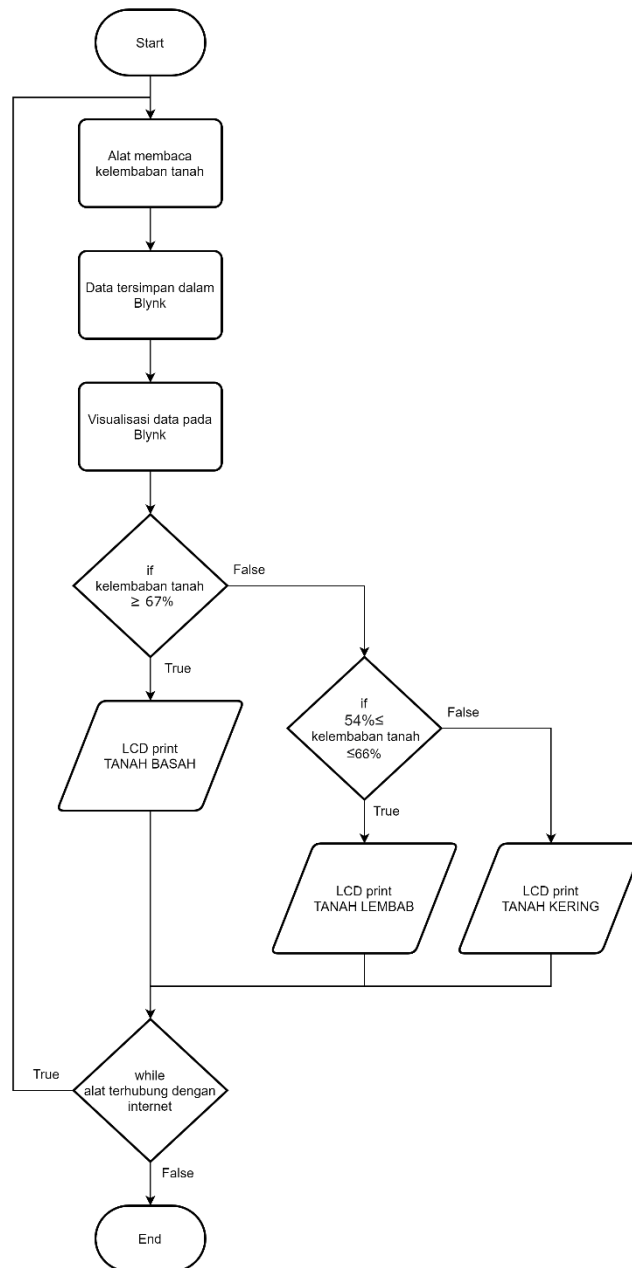 Start
Alat membaca
kelembaban tanah
Data tersimpan dalam
Blynk
Visualisasi data pada
Blynk
if
kelembaban tanah
≥ 67%
False
True
if
54%≤
kelembaban tanah
≤66%
False
True
LCD print
TANAH BASAH
LCD print
TANAH LEMBAB
LCD print
TANAH KERING
while
alat terhubung dengan
internet
True
False
End